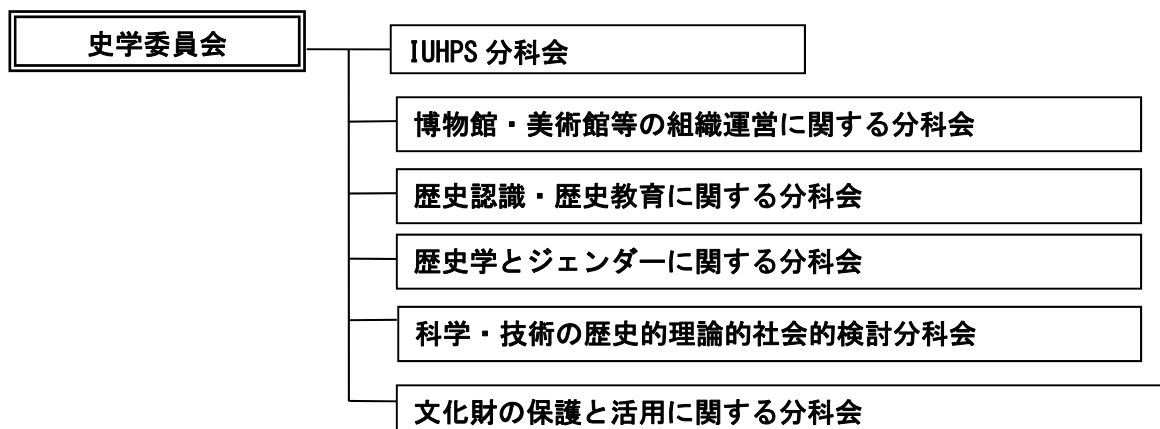 史学委員会
IUHPS 分科会
博物館・美術館等の組織運営に関する分科会
歴史認識・歴史教育に関する分科会
歴史学とジェンダーに関する分科会
科学・技術の歴史的理論的社会的検討分科会
文化財の保護と活用に関する分科会